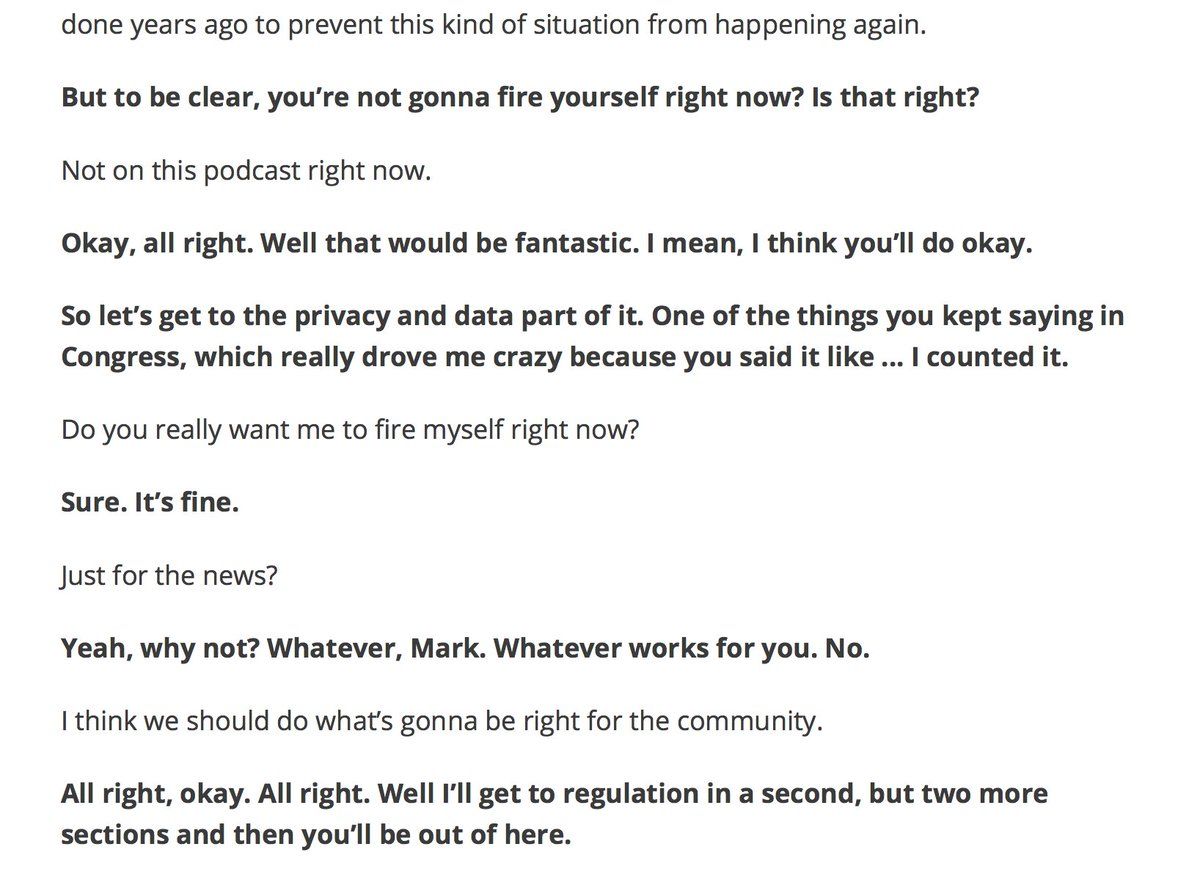 done years ago to prevent this kind of situation from happening again.
But to be clear, you’re not gonna fire yourself right now? Is that right?
Not on this podcast right now.
Okay, all right. Well that would be fantastic. I mean, I think you’ll do okay.
So let’s get to the privacy and data part of it. One of the things you kept saying in
Congress, which really drove me crazy because you said it like ... I counted it.
Do you really want me to fire myself right now?
Sure. It’s fine.
Just for the news?
Yeah, why not? Whatever, Mark. Whatever works for you. No.
I think we should do what’s gonna be right for the community.
All right, okay. All right. Well I’ll get to regulation in a second, but two more
sections and then you’ll be out of here.